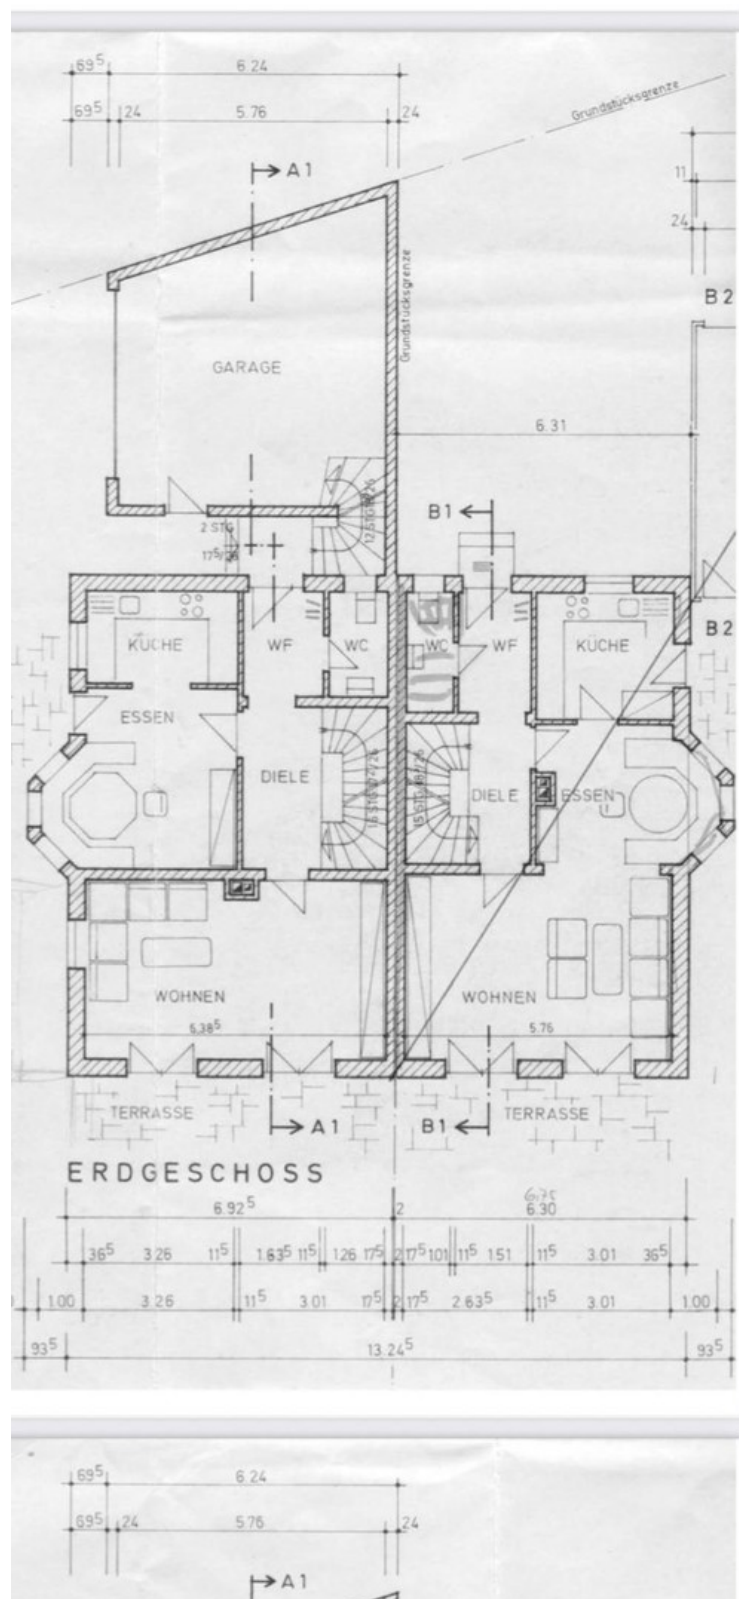 69⁵ 6.24
69⁵ 24 5.76 24
Grundstücksgrenze
A1
11
24
B2
Grundstücksgrenze
GARAGE
6.31
B1
2 STG
17⁵/26
B2
KÜCHE WF WC WC WF KÜCHE
ESSEN
DIELE DIELE ESSEN
WOHNEN WOHNEN
6.38⁵ 5.76
TERRASSE TERRASSE
A1 B1
ERDGESCHOSS
6.75
6.92⁵ 2 6.30
36⁵ 3.26 11⁵ 1.63⁵ 11⁵ 1.26 17⁵ 2 17⁵ 1.01 11⁵ 1.51 11⁵ 3.01 36⁵
1.00 3.26 11⁵ 3.01 17⁵ 2 17⁵ 2.63⁵ 11⁵ 3.01 1.00
93⁵ 13.24⁵ 93⁵
69⁵ 6.24
69⁵ 24 5.76 24
A1